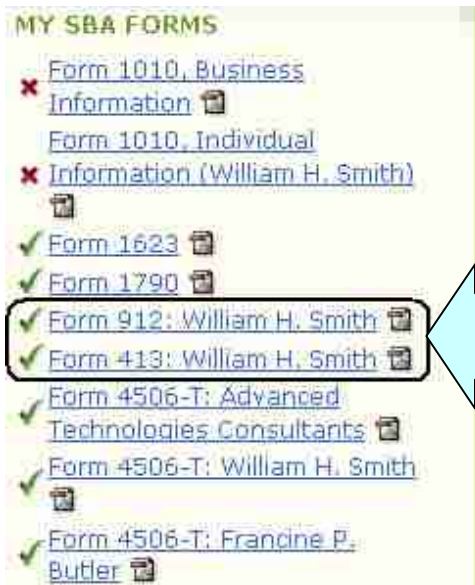 MY SBA FORMS
Form 1010, Business
Information
Form 1010, Individual
Information (William H. Smith)
Form 1623
Form 1790
Form 912: William H. Smith
Form 413: William H. Smith
Form 4506-T: Advanced
Technologies Consultants
Form 4506-T: William H. Smith
Form 4506-T: Francine P.
Butler